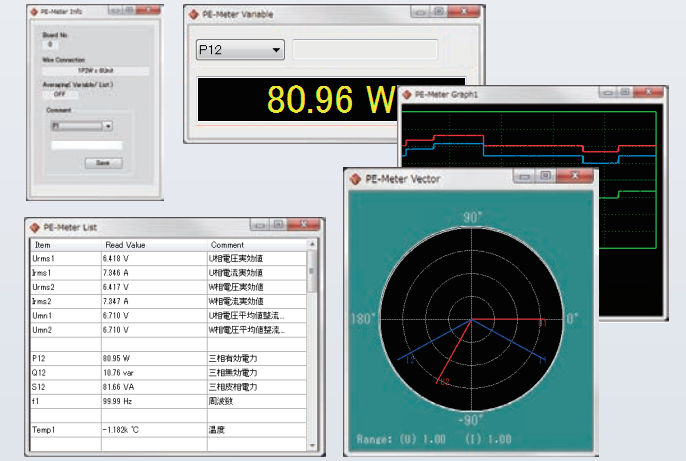 PE-Meter Info
Board No
0
Wire Connection
1P2W x 6Unit
Averaging( Variable/ List )
OFF
Comment
P1
Save
PE-Meter Variable
P12
80.96 W
PE-Meter Graph1
PE-Meter Vector
90°
180°
0°
U1
I2
I1
U2
-90°
Range: (U) 1.00 (I) 1.00
PE-Meter List
Item Read Value Comment
Urms1 6.418 V U相電圧実効値
Irms1 7.346 A U相電流実効値
Urms2 6.417 V W相電圧実効値
Irms2 7.347 A W相電流実効値
Umn1 6.710 V U相電圧平均値整流...
Umn2 6.710 V W相電圧平均値整流...
P12 80.95 W 三相有効電力
Q12 10.76 var 三相無効電力
S12 81.66 VA 三相皮相電力
f1 99.99 Hz 周波数
Temp1 -1.182k ℃ 温度